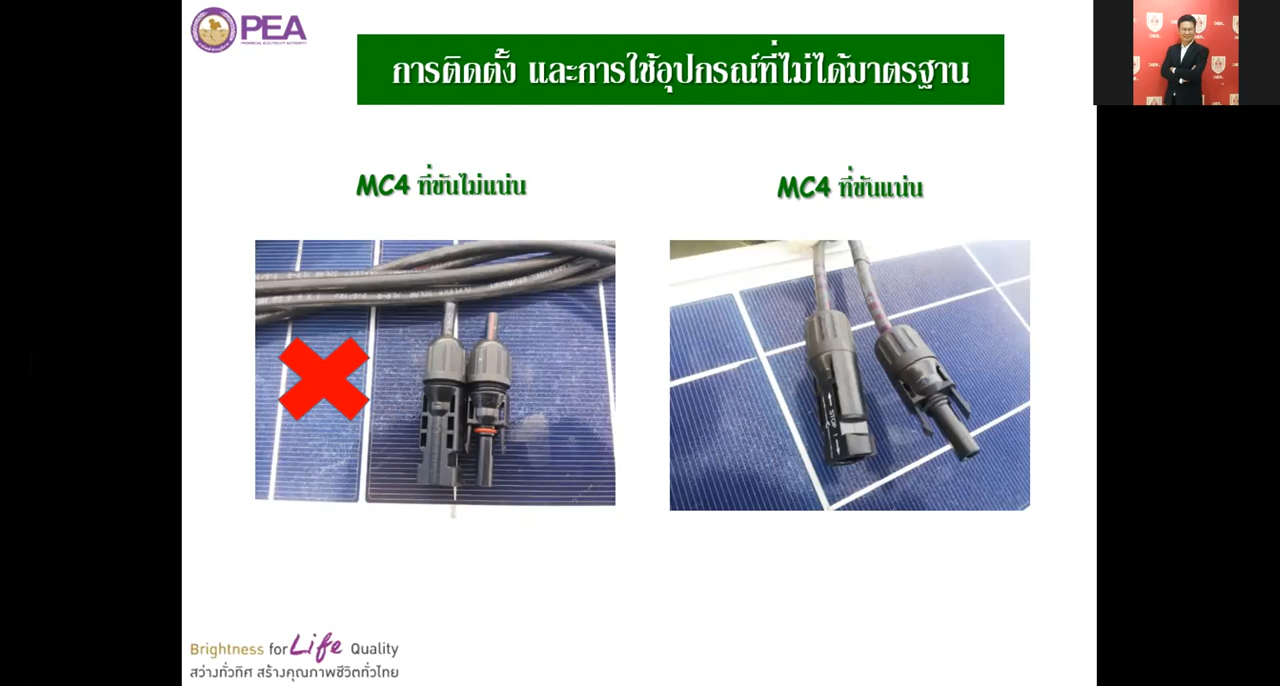 PEA
PROVINCIAL ELECTRICITY AUTHORITY
การติดตั้ง และการใช้อุปกรณ์ที่ไม่ได้มาตรฐาน
MC4 ที่ขันไม่แน่น
MC4 ที่ขันแน่น
STOP
Brightness for Life Quality
สว่างทั่วทิศ สร้างคุณภาพชีวิตทั่วไทย